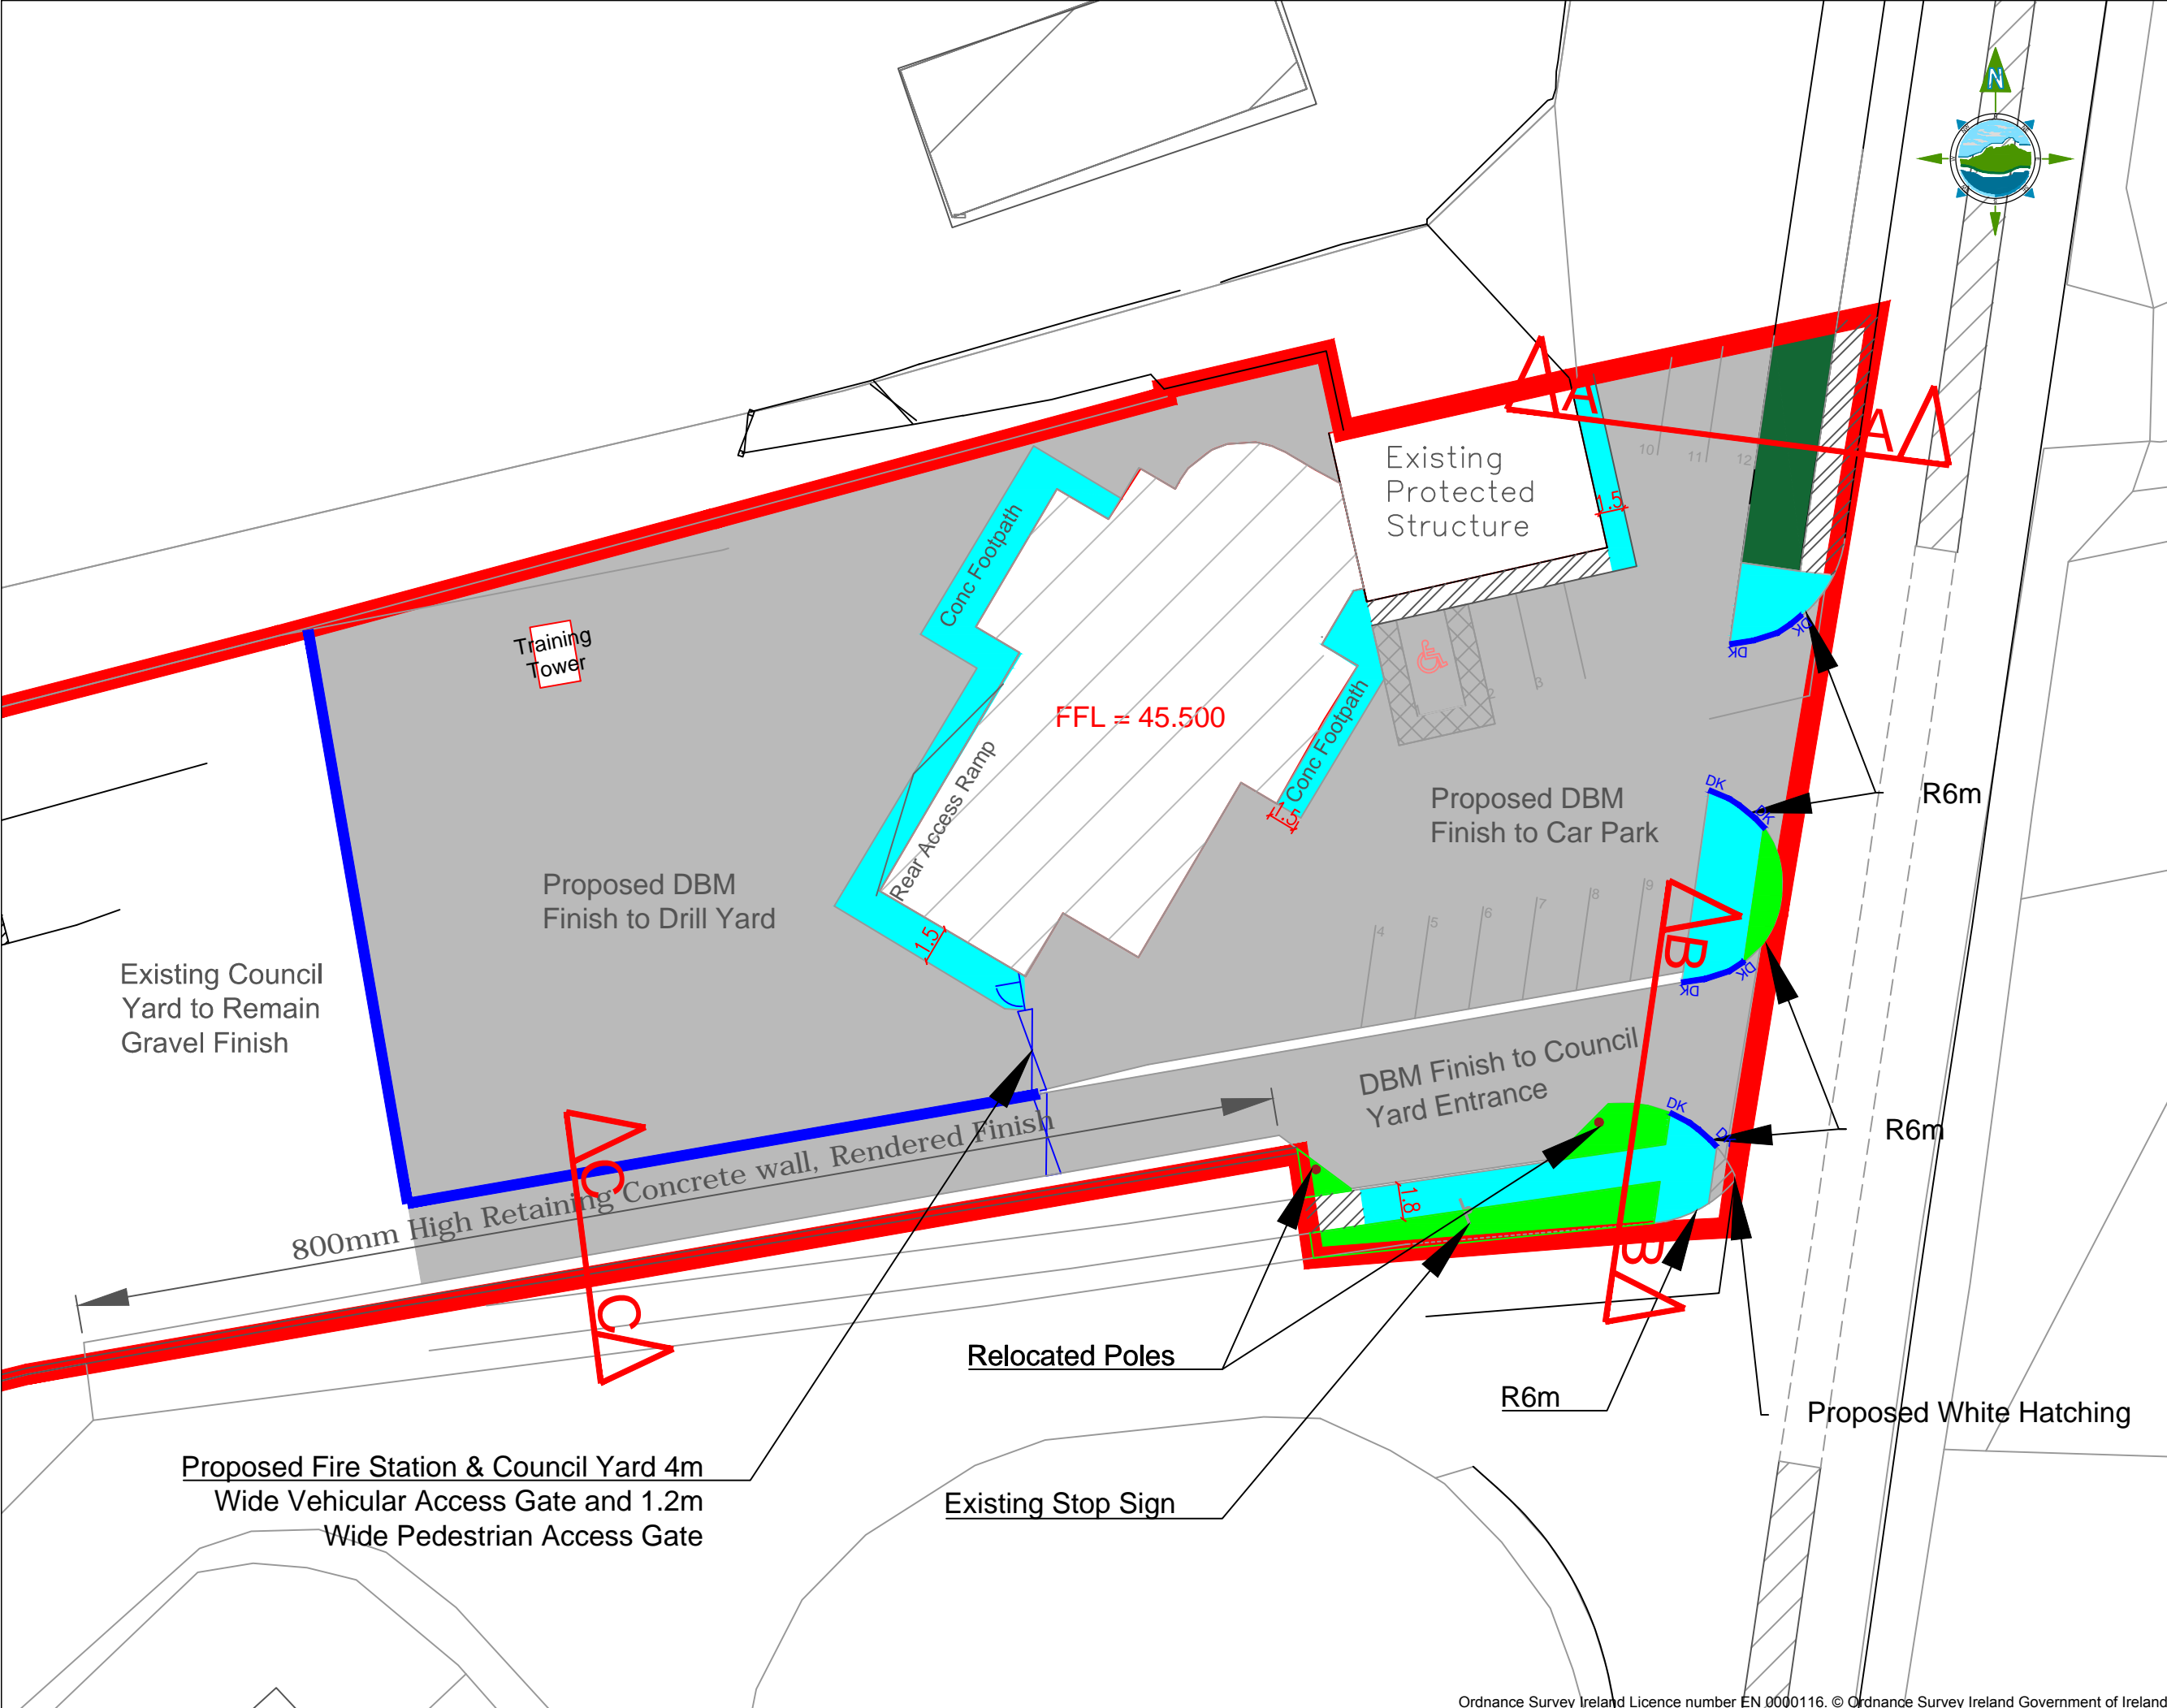 N
A
A
Existing
Protected
Structure
10
11
12
1.5
Conc Footpath
Training
Tower
DK
DK
FFL = 45.500
2
3
Conc Footpath
1.5
Rear Access Ramp
Proposed DBM
Finish to Car Park
DK
DK
R6m
Proposed DBM
Finish to Drill Yard
4
5
6
7
8
9
1.5
B
DK
DK
Existing Council
Yard to Remain
Gravel Finish
DBM Finish to Council
Yard Entrance
DK
R6m
800mm High Retaining Concrete wall, Rendered Finish
C
C
1.8
B
Relocated Poles
R6m
Proposed White Hatching
Proposed Fire Station & Council Yard 4m
Wide Vehicular Access Gate and 1.2m
Wide Pedestrian Access Gate
Existing Stop Sign
Ordnance Survey Ireland Licence number EN 0000116. © Ordnance Survey Ireland Government of Ireland